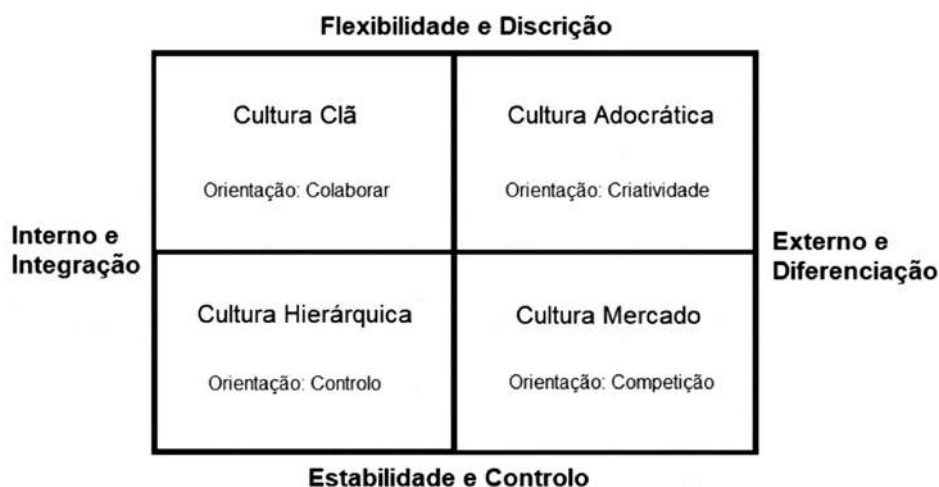 Flexibilidade e Discrição
Cultura Clã
Cultura Adocrática
Orientação: Colaborar
Orientação: Criatividade
Interno e
Integração
Externo e
Diferenciação
Cultura Hierárquica
Cultura Mercado
Orientação: Controlo
Orientação: Competição
Estabilidade e Controlo